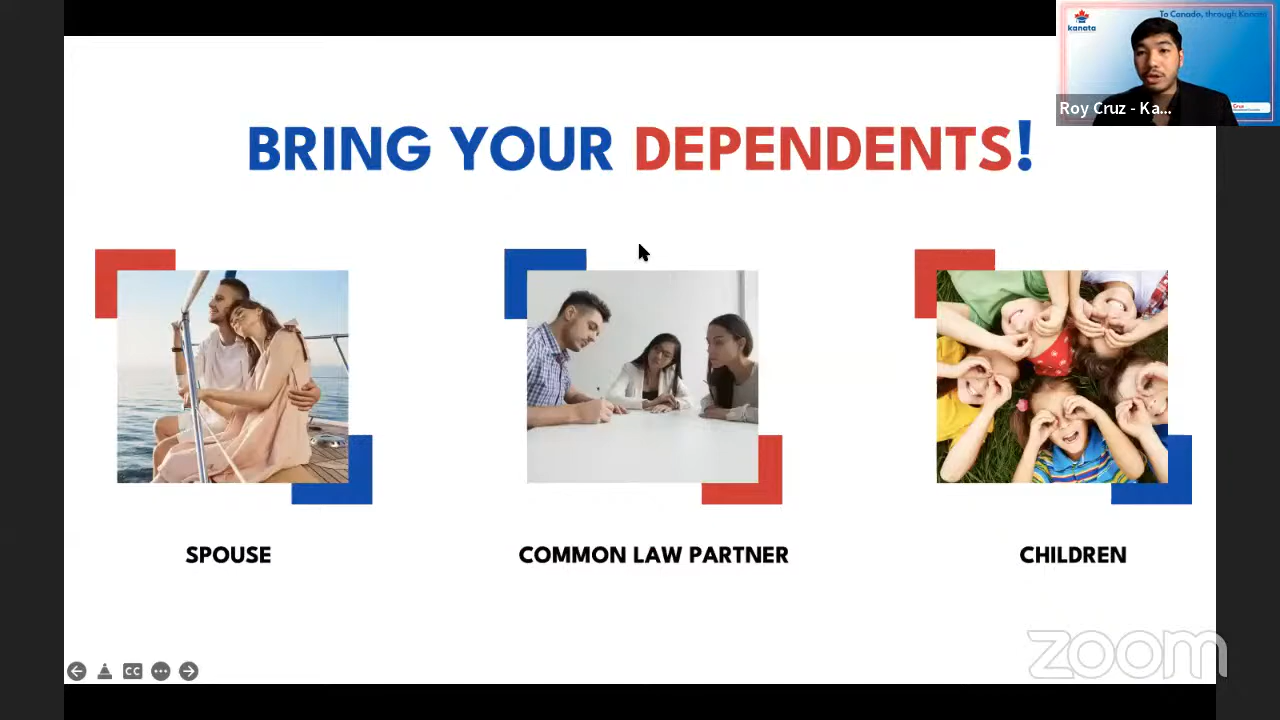 To Canada, through Kanata
kanata
Roy Cruz - Ka...
BRING YOUR DEPENDENTS!
SPOUSE
COMMON LAW PARTNER
CHILDREN
CC
zoom